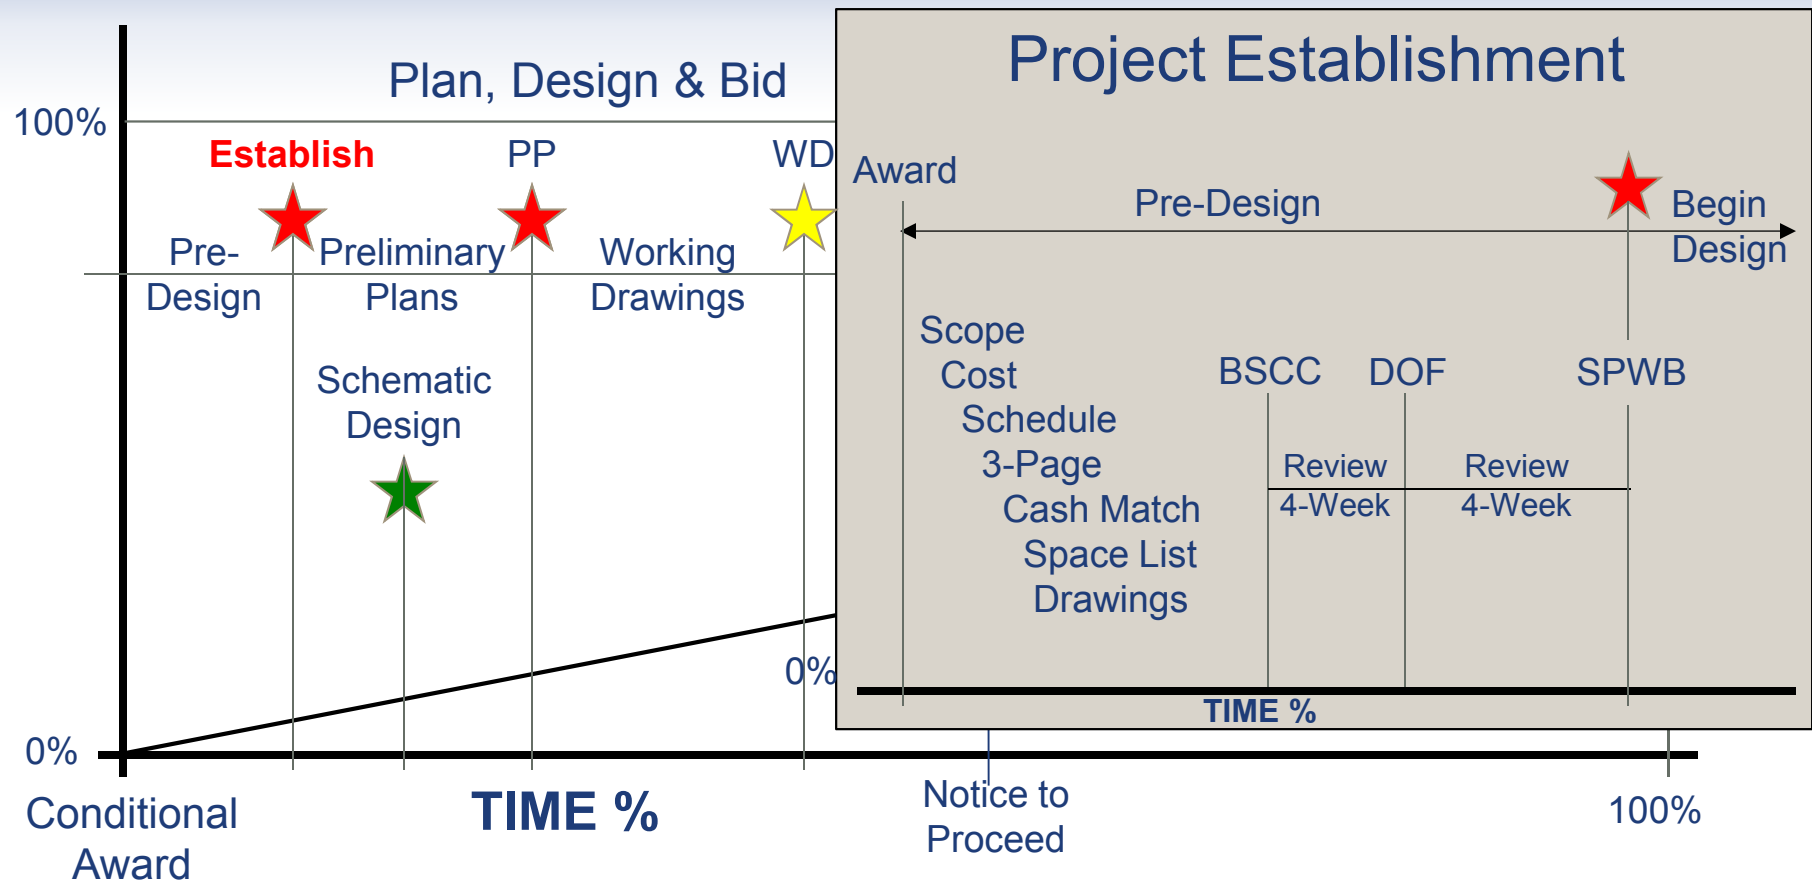 Plan, Design & Bid
100%
Establish
PP
WD
Pre-
Design
Preliminary
Plans
Working
Drawings
Schematic
Design
0%
0%
Conditional
Award
TIME %
Notice to
Proceed
100%
Project Establishment
Award
Pre-Design
Begin
Design
Scope
Cost
Schedule
3-Page
Cash Match
Space List
Drawings
BSCC
DOF
SPWB
Review
4-Week
Review
4-Week
TIME %